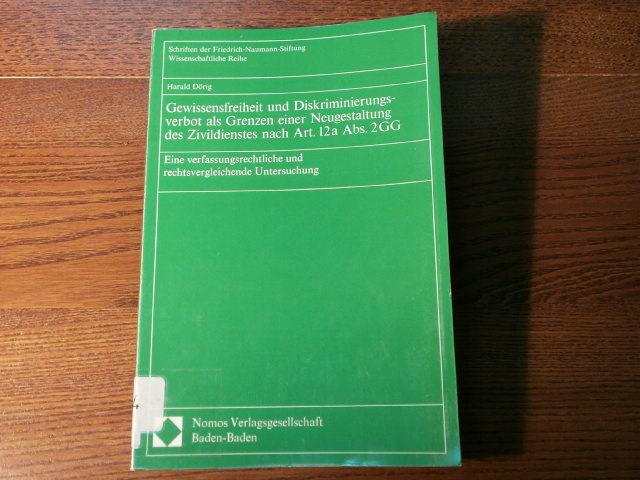 Schriften der Friedrich-Naumann-Stiftung
Wissenschaftliche Reihe
Harald Dörig
Gewissensfreiheit und Diskriminierungs-
verbot als Grenzen einer Neugestaltung
des Zivildienstes nach Art. 12a Abs. 2 GG
Eine verfassungsrechtliche und
rechtsvergleichende Untersuchung
Nomos Verlagsgesellschaft
Baden-Baden